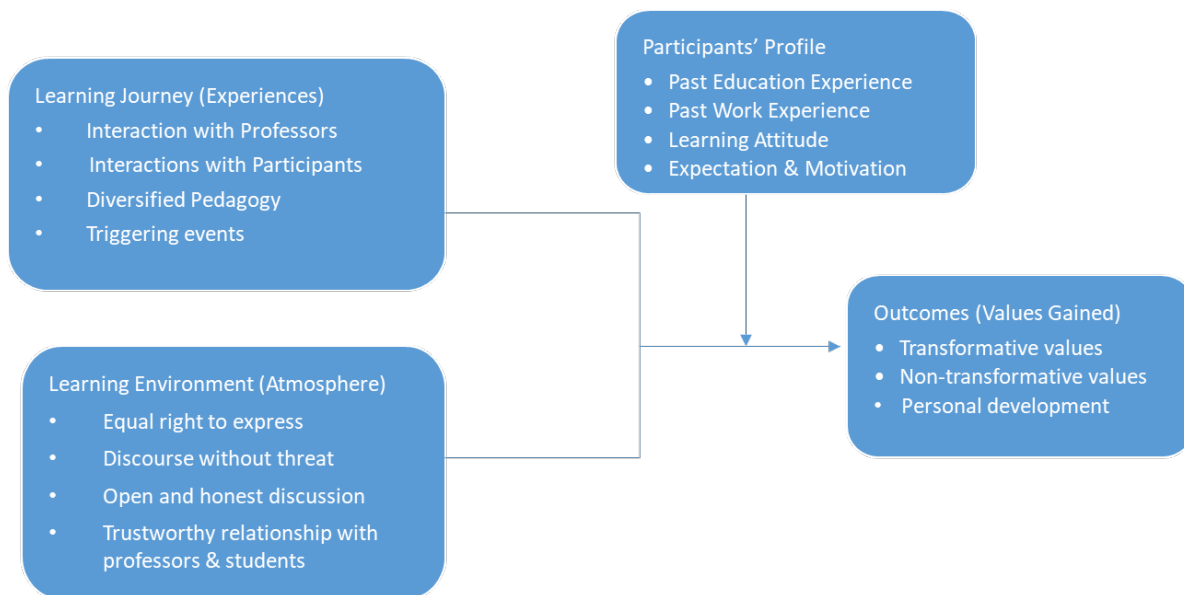 Learning Journey (Experiences)
• Interaction with Professors
• Interactions with Participants
• Diversified Pedagogy
• Triggering events
Participants’ Profile
• Past Education Experience
• Past Work Experience
• Learning Attitude
• Expectation & Motivation
Learning Environment (Atmosphere)
• Equal right to express
• Discourse without threat
• Open and honest discussion
• Trustworthy relationship with
professors & students
Outcomes (Values Gained)
• Transformative values
• Non-transformative values
• Personal development